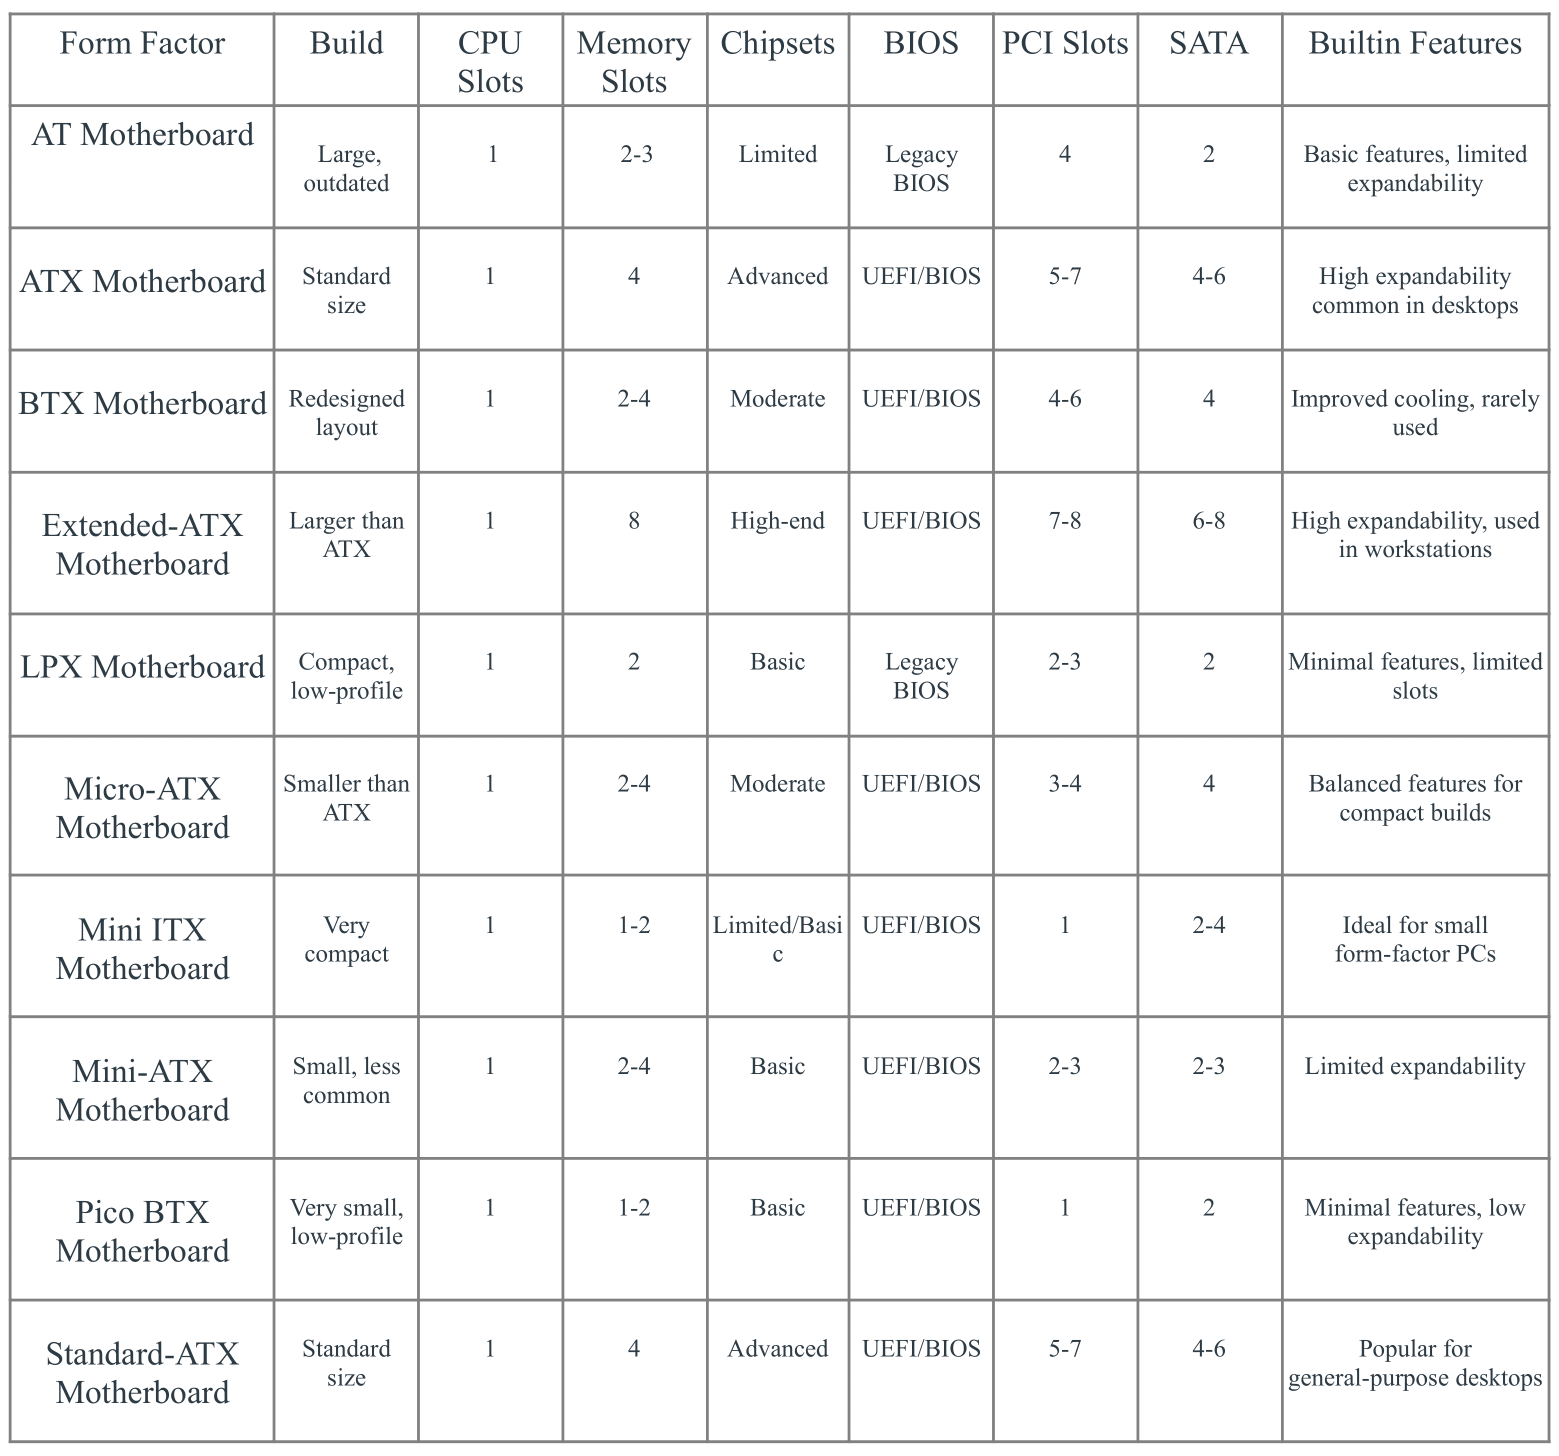 Form Factor
Build
CPU
Slots
Memory
Slots
Chipsets
BIOS
PCI Slots
SATA
Builtin Features
AT Motherboard
Large,
outdated
1
2-3
Limited
Legacy
BIOS
4
2
Basic features, limited
expandability
ATX Motherboard
Standard
size
1
4
Advanced
UEFI/BIOS
5-7
4-6
High expandability
common in desktops
BTX Motherboard
Redesigned
layout
1
2-4
Moderate
UEFI/BIOS
4-6
4
Improved cooling, rarely
used
Extended-ATX
Motherboard
Larger than
ATX
1
8
High-end
UEFI/BIOS
7-8
6-8
High expandability, used
in workstations
LPX Motherboard
Compact,
low-profile
1
2
Basic
Legacy
BIOS
2-3
2
Minimal features, limited
slots
Micro-ATX
Motherboard
Smaller than
ATX
1
2-4
Moderate
UEFI/BIOS
3-4
4
Balanced features for
compact builds
Mini ITX
Motherboard
Very
compact
1
1-2
Limited/Basi
c
UEFI/BIOS
1
2-4
Ideal for small
form-factor PCs
Mini-ATX
Motherboard
Small, less
common
1
2-4
Basic
UEFI/BIOS
2-3
2-3
Limited expandability
Pico BTX
Motherboard
Very small,
low-profile
1
1-2
Basic
UEFI/BIOS
1
2
Minimal features, low
expandability
Standard-ATX
Motherboard
Standard
size
1
4
Advanced
UEFI/BIOS
5-7
4-6
Popular for
general-purpose desktops